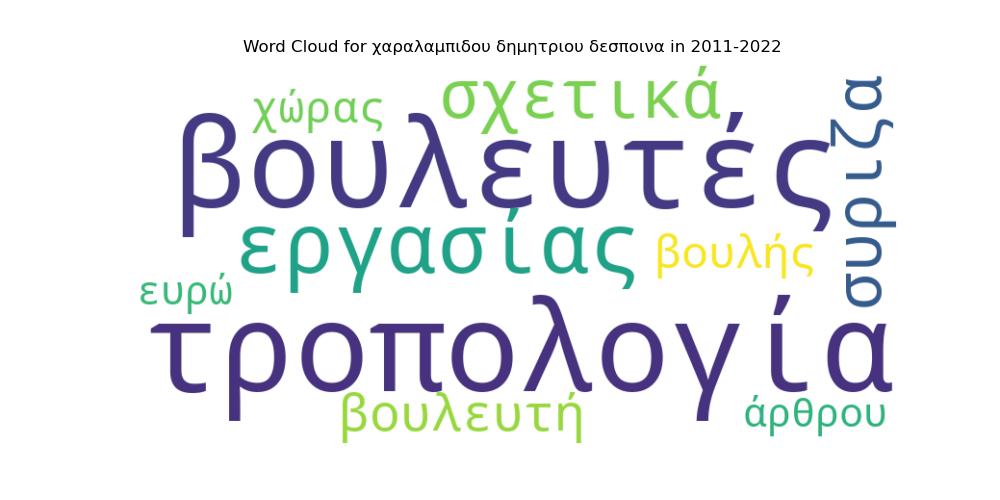 Word Cloud for χαραλαμπιδου δημητριου δεσποινα in 2011-2022
σχετικά
χώρας
συριζα
βουλευτές
εργασίας
βουλής
ευρώ
τροπολογία
βουλευτή
άρθρου